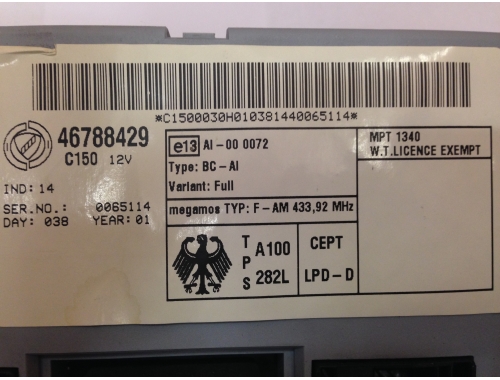 *C1500030H010381440065114*
46788429
C150 12V
IND: 14
SER.NO.: 0065114
DAY: 038 YEAR: 01
e13 AI-00 0072
Type: BC-AI
Variant: Full
megamos TYP: F-AM 433,92 MHz
TPS
A100
282L
CEPT
LPD-D
MPT 1340
W.T.LICENCE EXEMPT